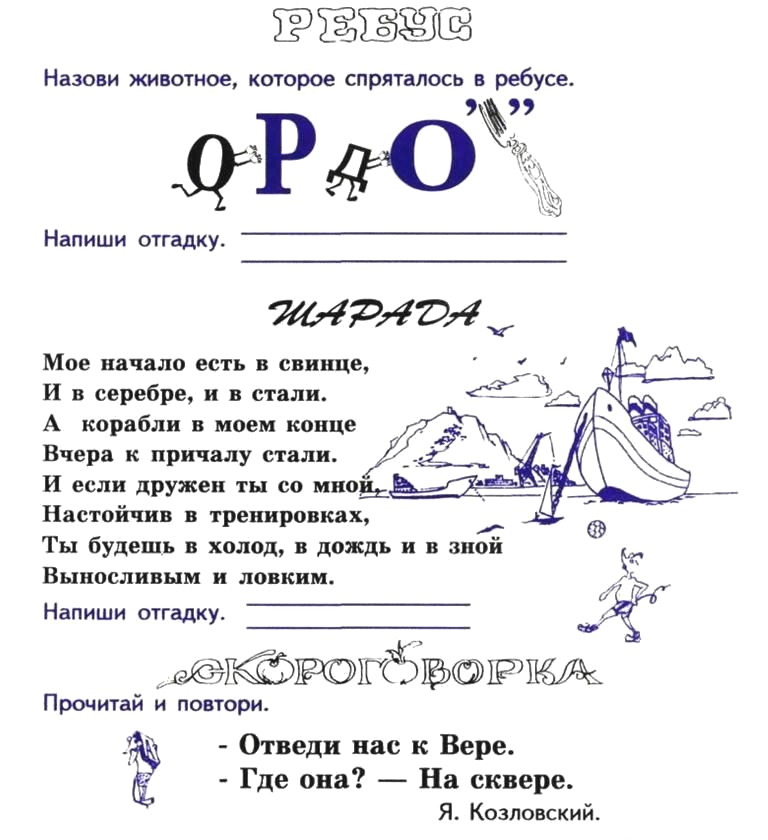 РЕБУС
Назови животное, которое спряталось в ребусе.
О Р Д О ’ ’’
Напиши отгадку.
ШАРАДА
Мое начало есть в свинце,
И в серебре, и в стали.
А корабли в моем конце
Вчера к причалу стали.
И если дружен ты со мной,
Настойчив в тренировках,
Ты будешь в холод, в дождь и в зной
Выносливым и ловким.
Напиши отгадку.
СКОРОГОВОРКА
Прочитай и повтори.
- Отведи нас к Вере.
- Где она? — На сквере.
Я. Козловский.